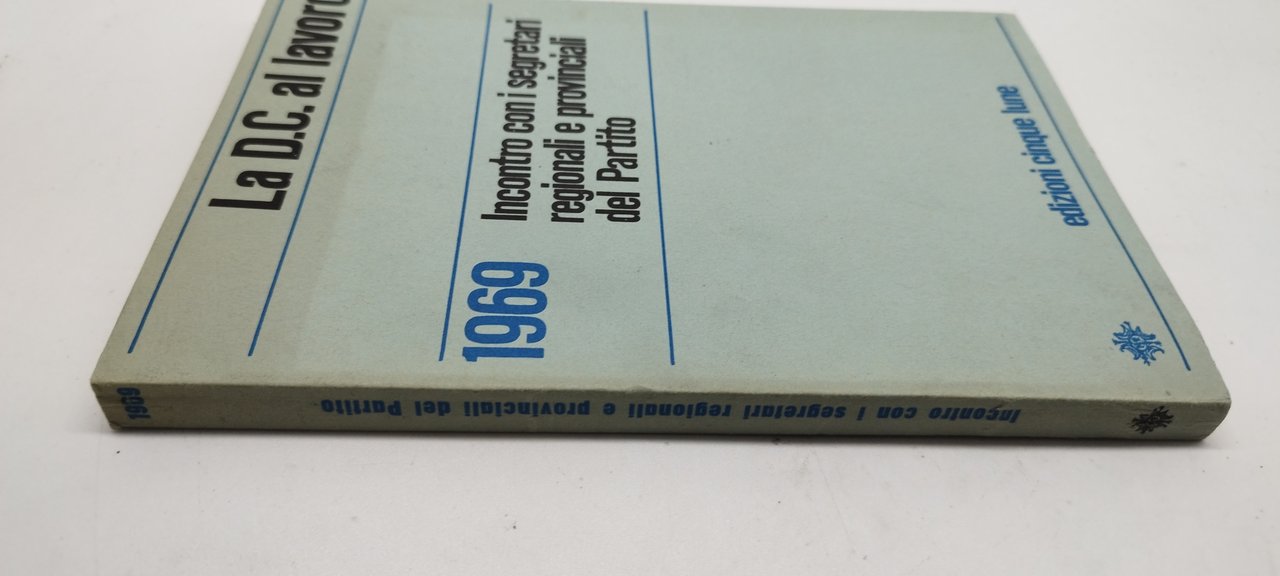 La D.C. al lavoro
1969
Incontro con i segretari
regionali e provinciali
del Partito
edizioni cinque lune
1969
Incontro con i segretari regionali e provinciali del Partito